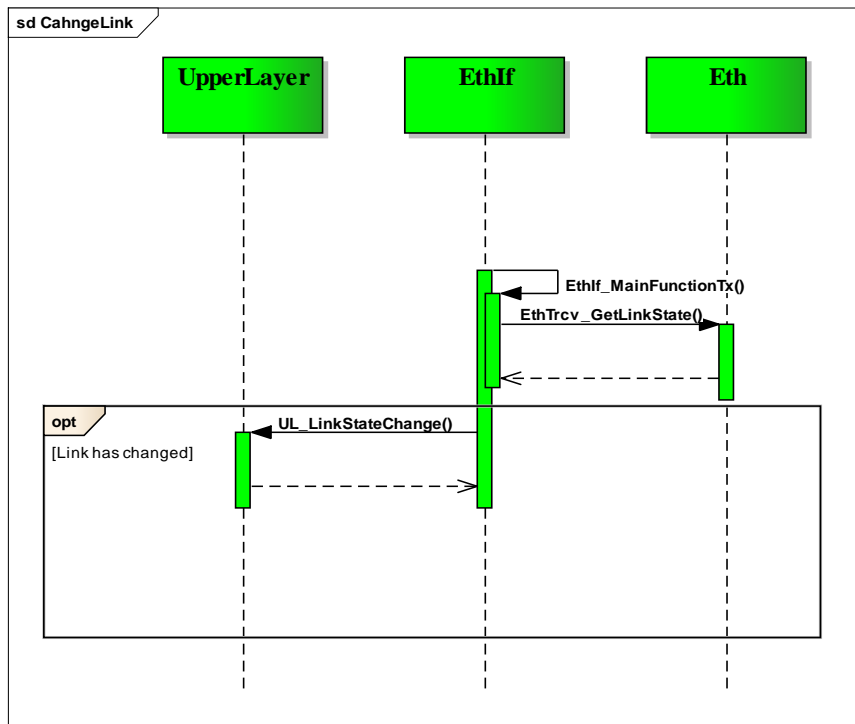 sd CahngeLink
UpperLayer
EthIf
Eth
EthIf_MainFunctionTx()
EthTrcv_GetLinkState()
opt
UL_LinkStateChange()
[Link has changed]